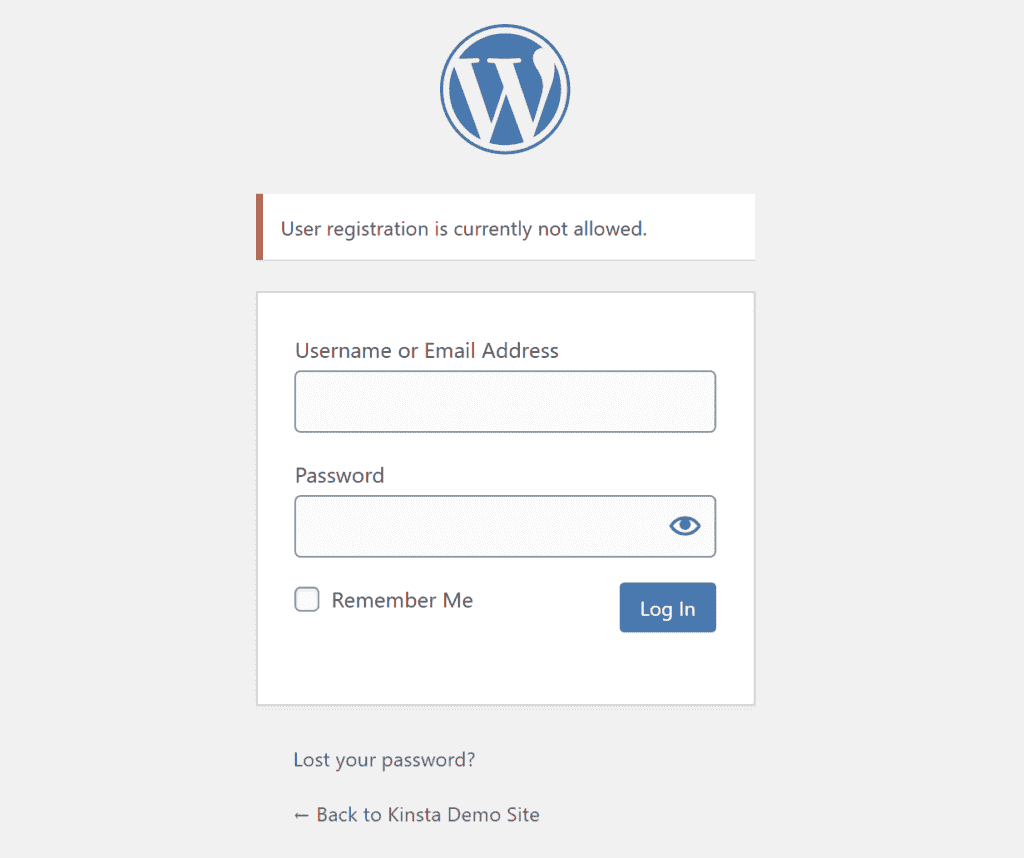 User registration is currently not allowed.
Username or Email Address
Password
Remember Me
Log In
Lost your password?
← Back to Kinsta Demo Site